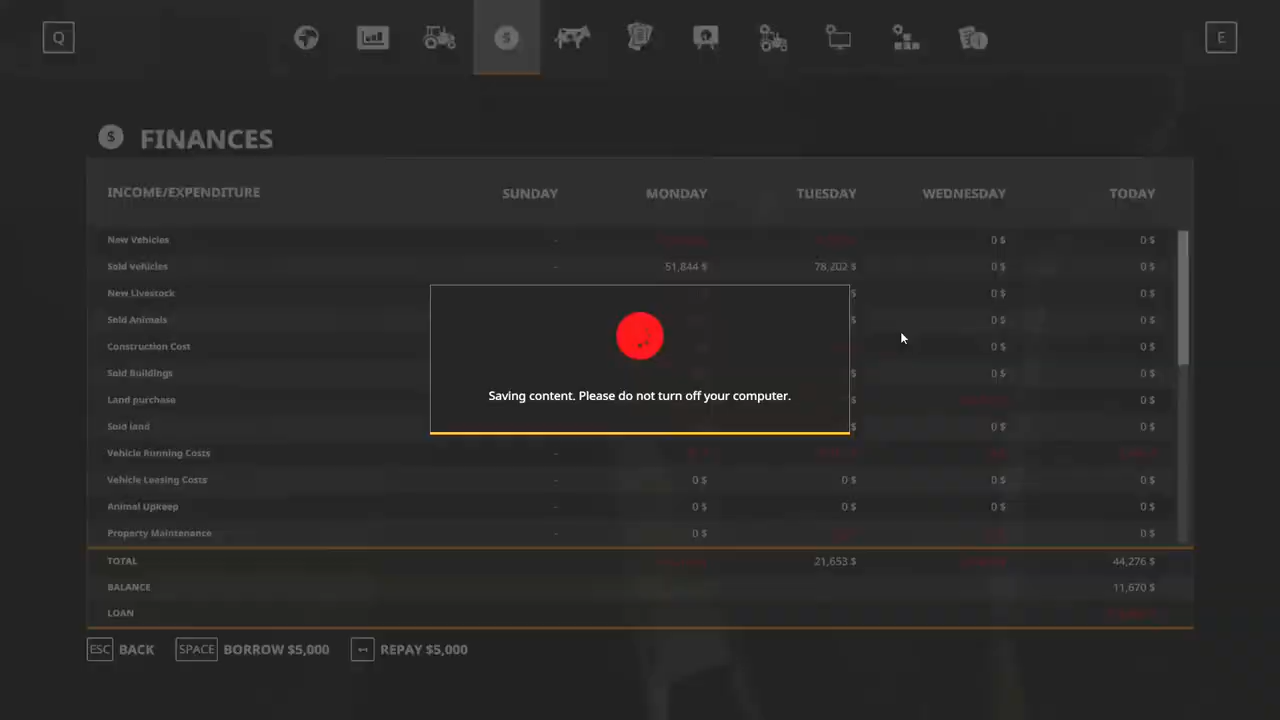 Q
E
FINANCES
INCOME/EXPENDITURE SUNDAY MONDAY TUESDAY WEDNESDAY TODAY
New Vehicles - 0 $ 0 $
Sold Vehicles - 51,844 $ 78,202 $ 0 $ 0 $
New Livestock $ 0 $ 0 $
Sold Animals $ 0 $ 0 $
Construction Cost 0 $ 0 $
Sold Buildings $ 0 $ 0 $
Land purchase 0 $
Sold land $ 0 $ 0 $
Vehicle Running Costs -
Vehicle Leasing Costs - 0 $ 0 $ 0 $ 0 $
Animal Upkeep - 0 $ 0 $ 0 $ 0 $
Property Maintenance - 0 $ 0 $
TOTAL 21,653 $ 44,276 $
BALANCE 11,670 $
LOAN
Saving content. Please do not turn off your computer.
ESC BACK SPACE BORROW $5,000 REPAY $5,000